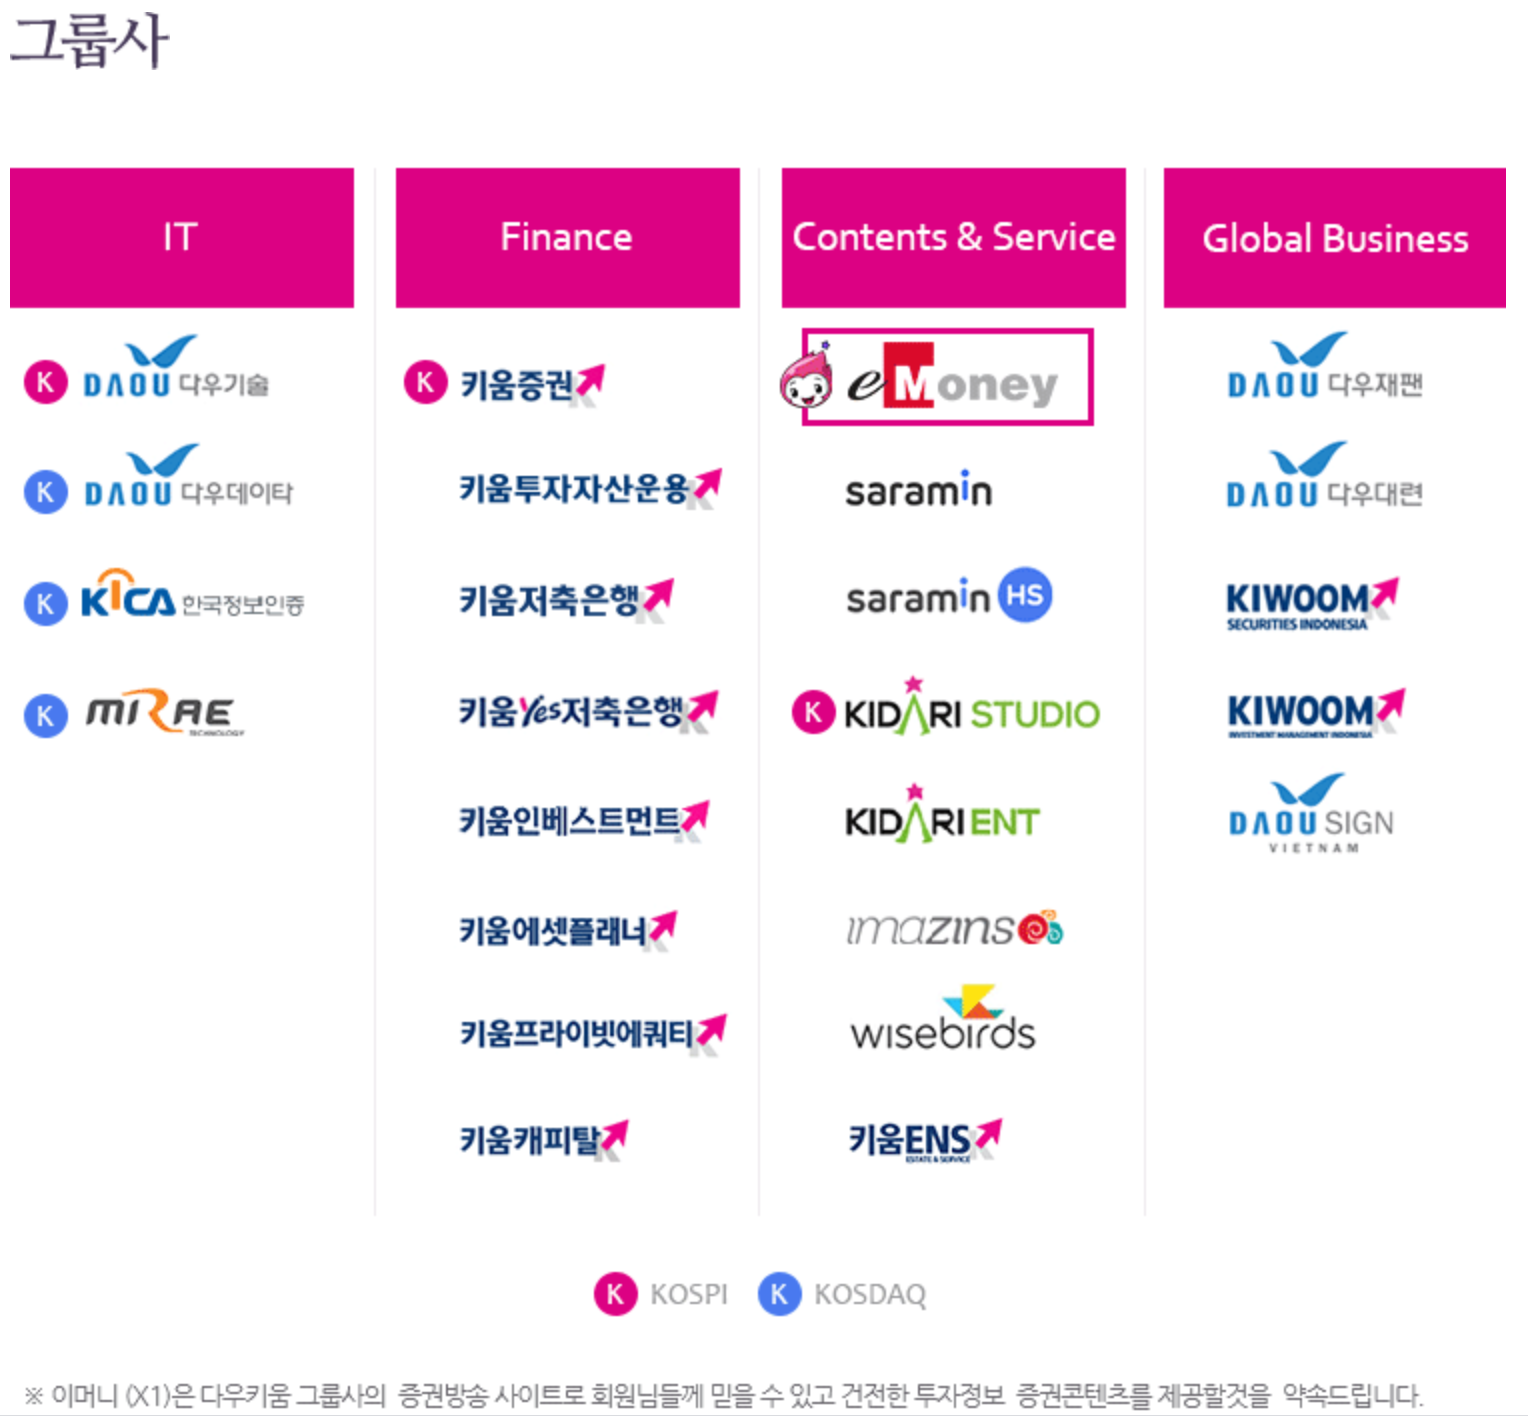 그룹사
IT
K DAOU 다우기술
K DAOU 다우데이타
K KICA 한국정보인증
K MIRAE
TECHNOLOGY
Finance
K 키움증권
키움투자자산운용
키움저축은행
키움Yes저축은행
키움인베스트먼트
키움에셋플래너
키움프라이빗에쿼티
키움캐피탈
Contents & Service
eMoney
saramin
saramin HS
K KIDARI STUDIO
KIDARI ENT
imazins
wisebirds
키움ENS
ESTATE & SERVICE
Global Business
DAOU 다우재팬
DAOU 다우대련
KIWOOM
SECURITIES INDONESIA
KIWOOM
INVESTMENT MANAGEMENT INDONESIA
DAOU SIGN
VIETNAM
K KOSPI K KOSDAQ
※ 이머니 (X1)은 다우키움 그룹사의 증권방송 사이트로 회원님들께 믿을 수 있고 건전한 투자정보 증권콘텐츠를 제공할것을 약속드립니다.